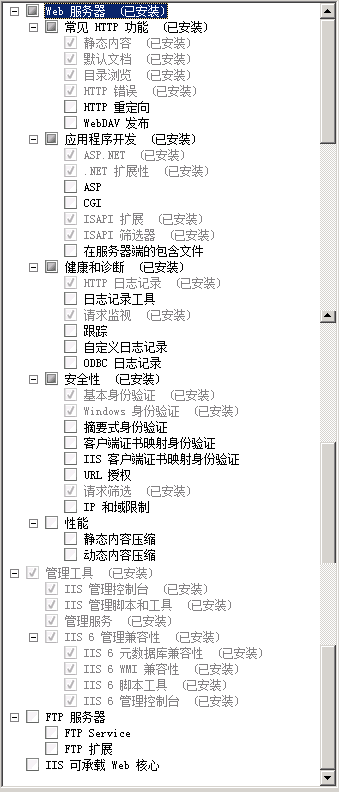 Web 服务器 (已安装)
常见 HTTP 功能 (已安装)
静态内容 (已安装)
默认文档 (已安装)
目录浏览 (已安装)
HTTP 错误 (已安装)
HTTP 重定向
WebDAV 发布
应用程序开发 (已安装)
ASP.NET (已安装)
.NET 扩展性 (已安装)
ASP
CGI
ISAPI 扩展 (已安装)
ISAPI 筛选器 (已安装)
在服务器端的包含文件
健康和诊断 (已安装)
HTTP 日志记录 (已安装)
日志记录工具
请求监视 (已安装)
跟踪
自定义日志记录
ODBC 日志记录
安全性 (已安装)
基本身份验证 (已安装)
Windows 身份验证 (已安装)
摘要式身份验证
客户端证书映射身份验证
IIS 客户端证书映射身份验证
URL 授权
请求筛选 (已安装)
IP 和域限制
性能
静态内容压缩
动态内容压缩
管理工具 (已安装)
IIS 管理控制台 (已安装)
IIS 管理脚本和工具 (已安装)
管理服务 (已安装)
IIS 6 管理兼容性 (已安装)
IIS 6 元数据库兼容性 (已安装)
IIS 6 WMI 兼容性 (已安装)
IIS 6 脚本工具 (已安装)
IIS 6 管理控制台 (已安装)
FTP 服务器
FTP Service
FTP 扩展
IIS 可承载 Web 核心